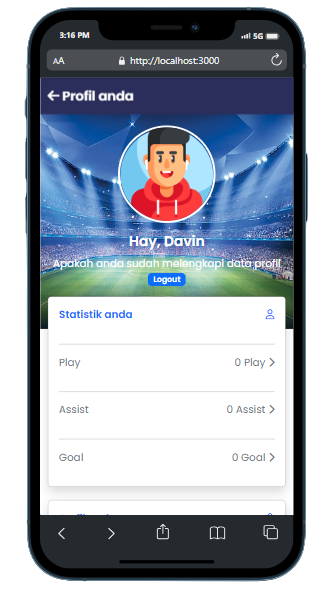 3:16 PM
5G
AA
http://localhost:3000
Profil anda
Hay, Davin
Apakah anda sudah melengkapi data profil
Logout
Statistik anda
Play
0 Play
Assist
0 Assist
Goal
0 Goal